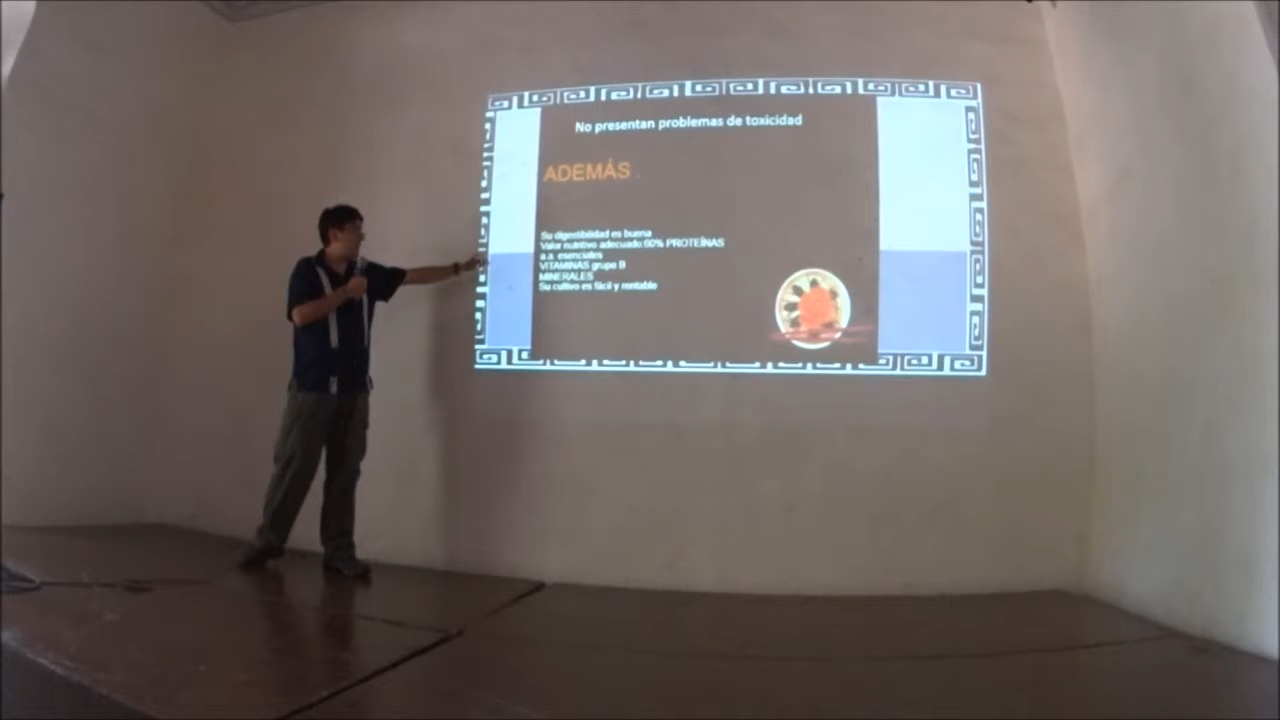 No presentan problemas de toxicidad
ADEMÁS
Su digestibilidad es buena
Valor nutritivo adecuado:60% PROTEÍNAS
a.a. esenciales
VITAMINAS grupo B
MINERALES
Su cultivo es fácil y rentable